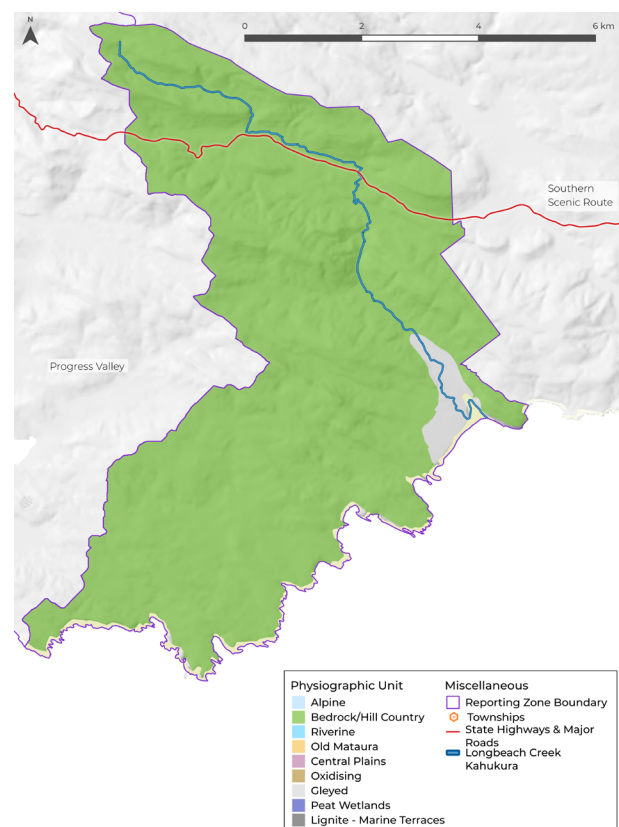 N
0 2 4 6 km
Southern
Scenic Route
Progress Valley
Physiographic Unit
Alpine
Bedrock/Hill Country
Riverine
Old Mataura
Central Plains
Oxidising
Gleyed
Peat Wetlands
Lignite - Marine Terraces
Miscellaneous
Reporting Zone Boundary
Townships
State Highways & Major
Roads
Longbeach Creek
Kahukura